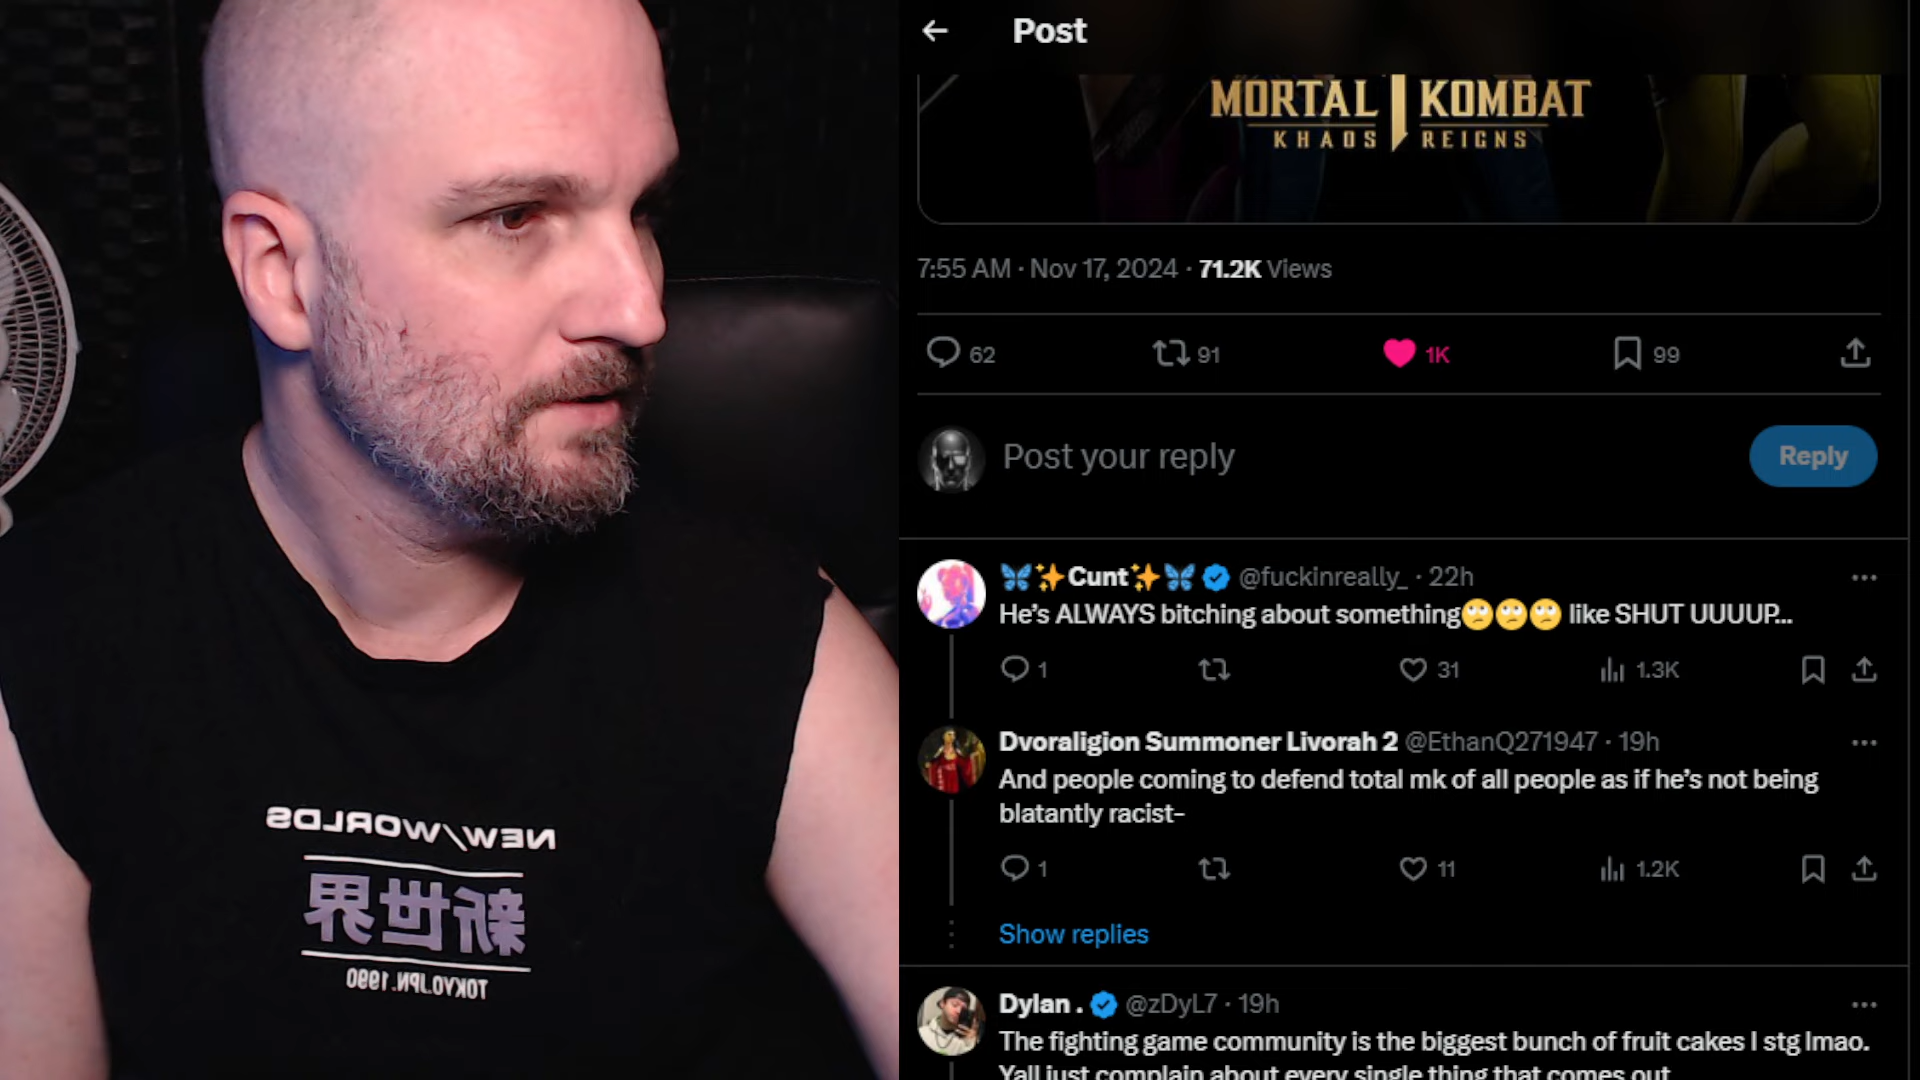 NEW/WORLDS
新世界
TOKYO.JPN.1990
Post
MORTAL KOMBAT
KHAOS REIGNS
7:55 AM · Nov 17, 2024 · 71.2K Views
62 91 1K 99
Post your reply
Reply
🦋✨Cunt✨🦋 @fuckinreally_ · 22h
He's ALWAYS bitching about something🙄🙄🙄 like SHUT UUUUP...
1 31 1.3K
Dvoraligion Summoner Livorah 2 @EthanQ271947 · 19h
And people coming to defend total mk of all people as if he's not being
blatantly racist-
1 11 1.2K
Show replies
Dylan . @zDyL7 · 19h
The fighting game community is the biggest bunch of fruit cakes I stg lmao.
Yall just complain about every single thing that comes out